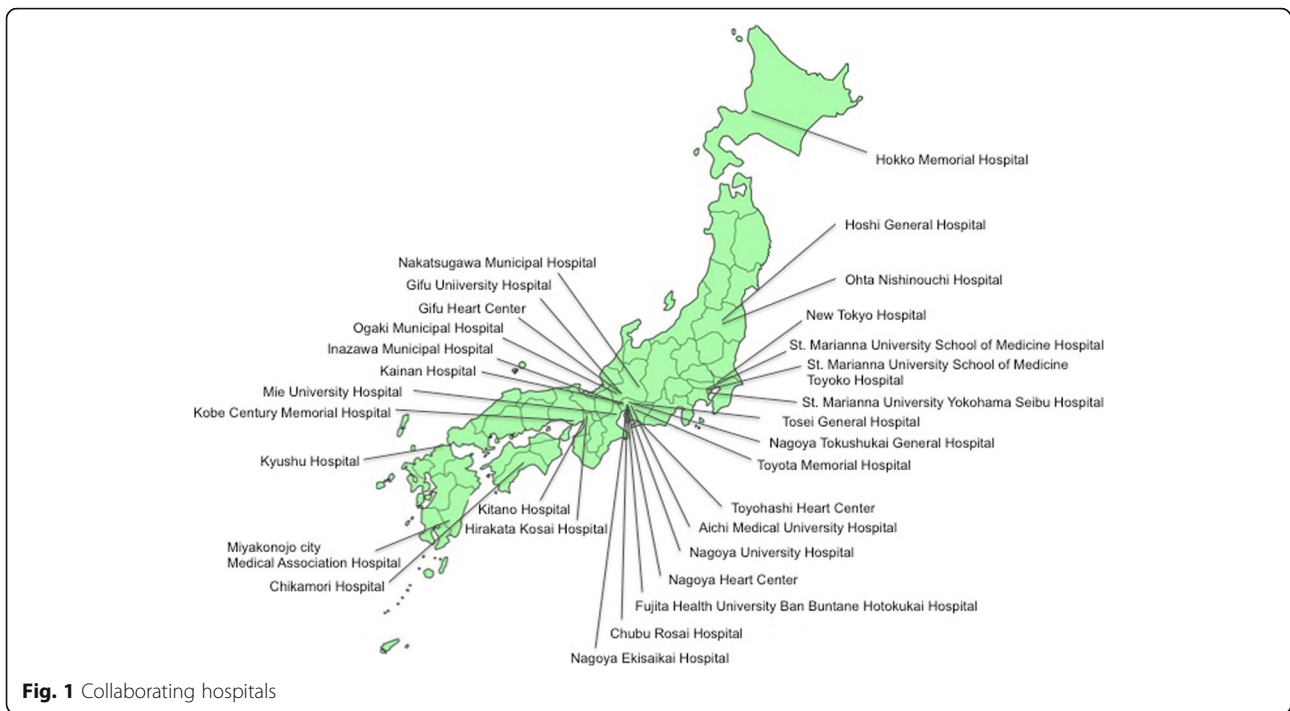 Hokko Memorial Hospital
Hoshi General Hospital
Nakatsugawa Municipal Hospital
Ohta Nishinouchi Hospital
Gifu Uniiversity Hospital
Gifu Heart Center
New Tokyo Hospital
Ogaki Municipal Hospital
St. Marianna University School of Medicine Hospital
Inazawa Municipal Hospital
St. Marianna University School of Medicine
Toyoko Hospital
Kainan Hospital
Mie University Hospital
St. Marianna University Yokohama Seibu Hospital
Kobe Century Memorial Hospital
Tosei General Hospital
Nagoya Tokushukai General Hospital
Kyushu Hospital
Toyota Memorial Hospital
Kitano Hospital
Toyohashi Heart Center
Hirakata Kosai Hospital
Aichi Medical University Hospital
Miyakonojo city
Medical Association Hospital
Nagoya University Hospital
Chikamori Hospital
Nagoya Heart Center
Fujita Health University Ban Buntane Hotokukai Hospital
Chubu Rosai Hospital
Nagoya Ekisaikai Hospital
Fig. 1 Collaborating hospitals